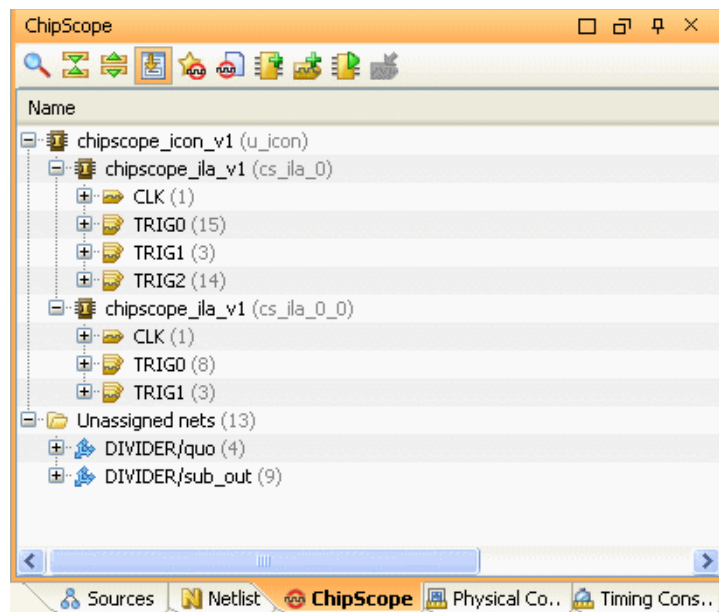 ChipScope
Name
chipscope_icon_v1 (u_icon)
chipscope_ila_v1 (cs_ila_0)
CLK (1)
TRIG0 (15)
TRIG1 (3)
TRIG2 (14)
chipscope_ila_v1 (cs_ila_0_0)
CLK (1)
TRIG0 (8)
TRIG1 (3)
Unassigned nets (13)
DIVIDER/quo (4)
DIVIDER/sub_out (9)
Sources Netlist ChipScope Physical Co.. Timing Cons..